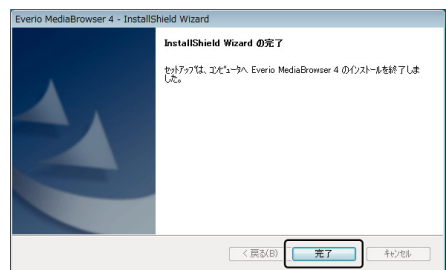 Everio MediaBrowser 4 - InstallShield Wizard
InstallShield Wizard の完了
セットアップは、コンピュータへ Everio MediaBrowser 4 のインストールを終了しま
した。
< 戻る(B)
完了
キャンセル